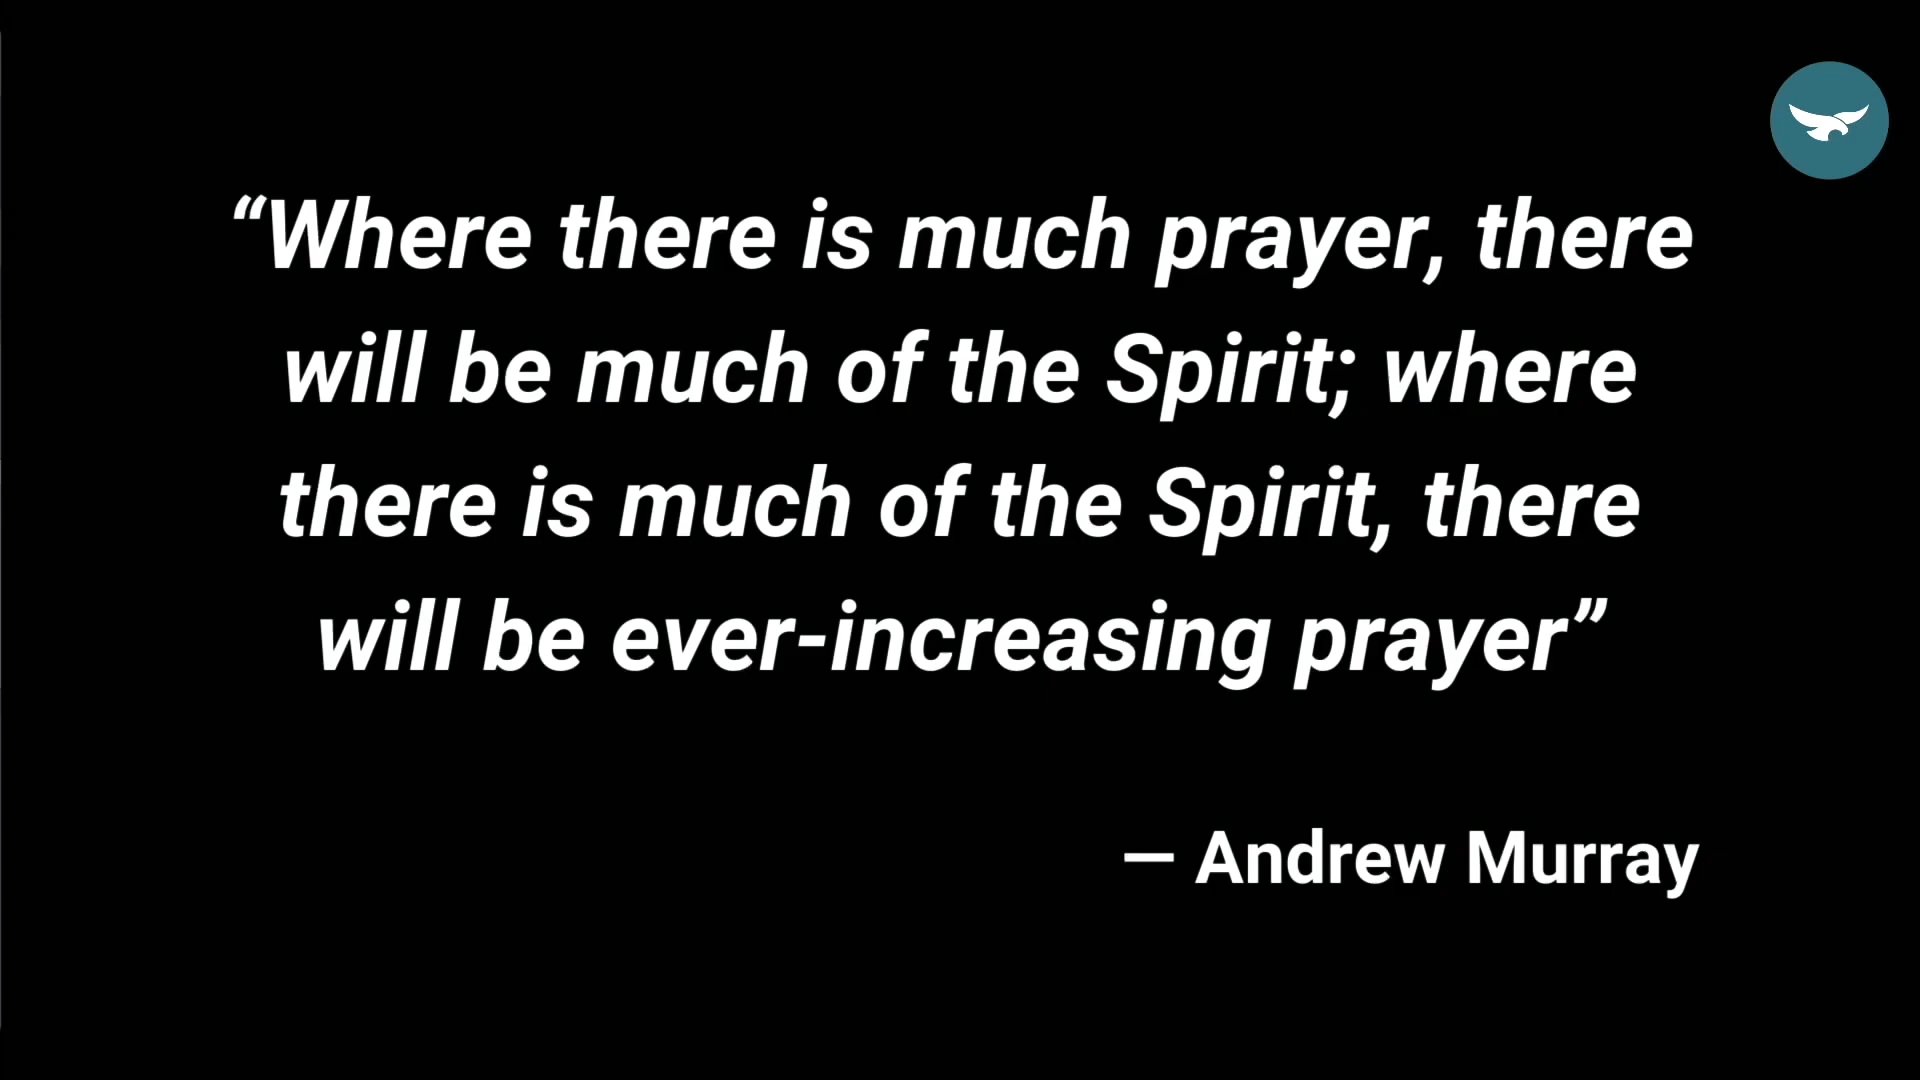 “Where there is much prayer, there
will be much of the Spirit; where
there is much of the Spirit, there
will be ever-increasing prayer”
— Andrew Murray